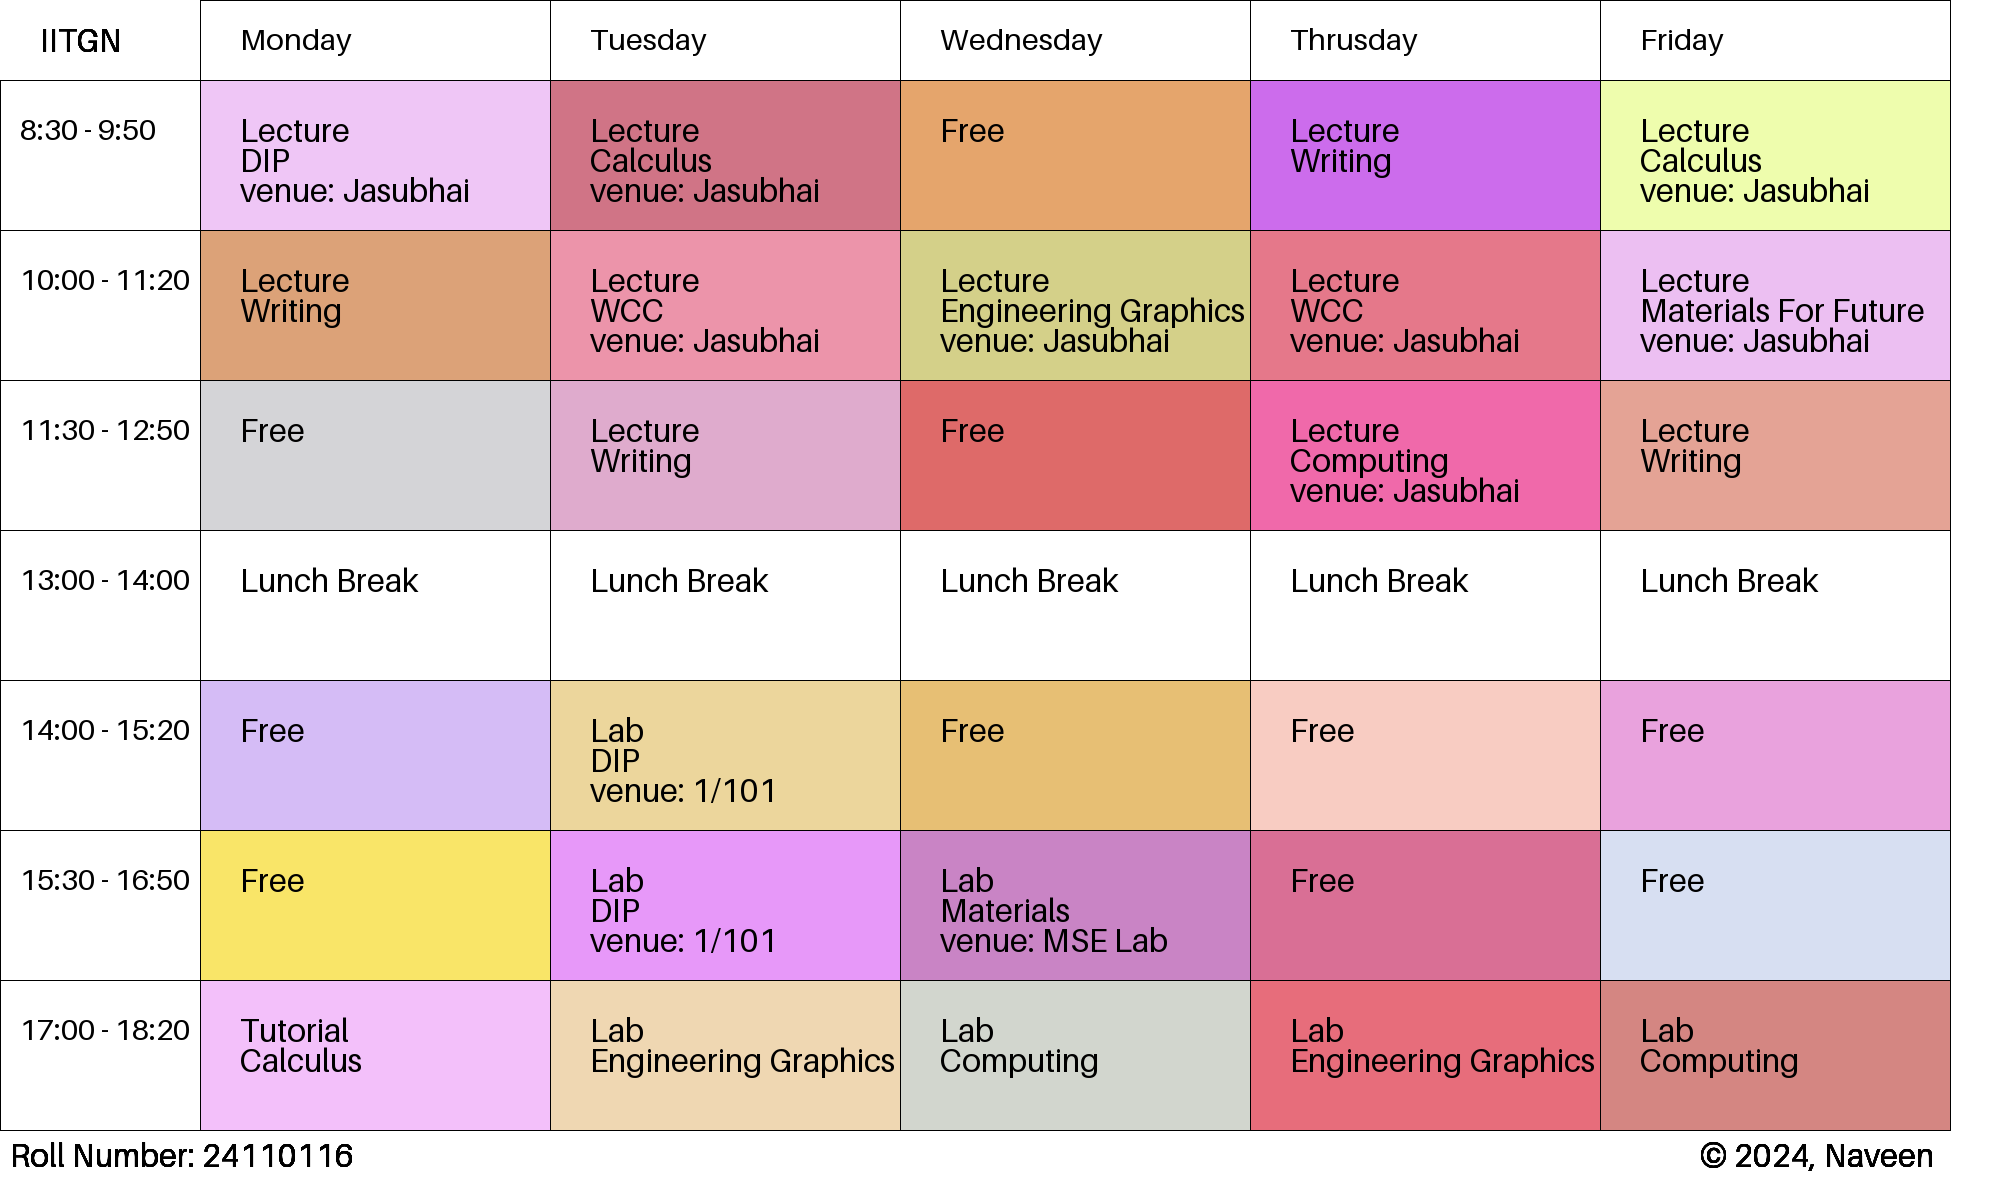 IITGN
Monday
Tuesday
Wednesday
Thrusday
Friday
8:30 - 9:50
Lecture
DIP
venue: Jasubhai
Lecture
Calculus
venue: Jasubhai
Free
Lecture
Writing
Lecture
Calculus
venue: Jasubhai
10:00 - 11:20
Lecture
Writing
Lecture
WCC
venue: Jasubhai
Lecture
Engineering Graphics
venue: Jasubhai
Lecture
WCC
venue: Jasubhai
Lecture
Materials For Future
venue: Jasubhai
11:30 - 12:50
Free
Lecture
Writing
Free
Lecture
Computing
venue: Jasubhai
Lecture
Writing
13:00 - 14:00
Lunch Break
Lunch Break
Lunch Break
Lunch Break
Lunch Break
14:00 - 15:20
Free
Lab
DIP
venue: 1/101
Free
Free
Free
15:30 - 16:50
Free
Lab
DIP
venue: 1/101
Lab
Materials
venue: MSE Lab
Free
Free
17:00 - 18:20
Tutorial
Calculus
Lab
Engineering Graphics
Lab
Computing
Lab
Engineering Graphics
Lab
Computing
Roll Number: 24110116
© 2024, Naveen